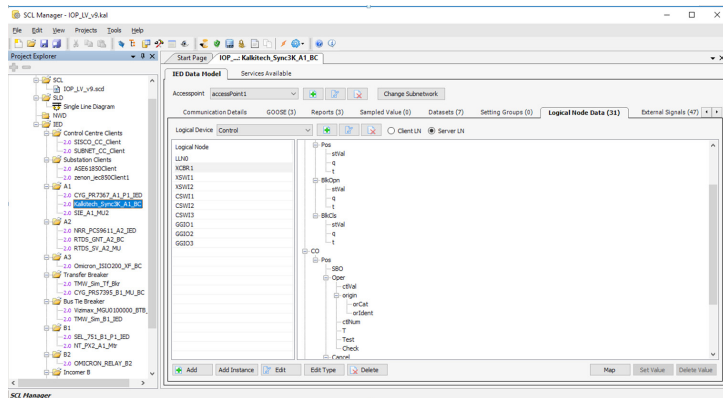 SCL Manager - IOP_LV_v9.kal
File Edit View Projects Tools Help
Project Explorer
Start Page
IOP_...: Kalkitech_Sync3K_A1_BC
IED Data Model
Services Available
Accesspoint
accessPoint1
Change Subnetwork
Communication Details
GOOSE (3)
Reports (3)
Sampled Value (0)
Datasets (7)
Setting Groups (0)
Logical Node Data (31)
External Signals (47)
Logical Device
Control
Client LN
Server LN
SCL
IOP_LV_v9.scd
SLD
Single Line Diagram
NWD
IED
Control Centre Clients
2.0 SISCO_CC_Client
2.0 SUBNET_CC_Client
Substation Clients
2.0 ASE61850Client
2.0 zenon_iec850Client1
A1
2.0 CYG_PR7367_A1_P1_IED
2.0 Kalkitech_Sync3K_A1_BC
2.0 SIE_A1_MU2
A2
2.0 NRR_PCS9611_A2_IED
2.0 RTDS_GNT_A2_BC
2.0 RTDS_SV_A2_MU
A3
2.0 Omicron_ISIO200_XF_BC
Transfer Breaker
2.0 TMW_Sim_Tf_Bkr
2.0 CYG_PRS7395_B1_MU_BC
Bus Tie Breaker
2.0 Vizimax_MGU0100000_BTB_
2.0 TMW_Sim_B1_IED
B1
2.0 SEL_751_B1_P1_IED
2.0 NT_PX2_A1_Mtr
B2
2.0 OMICRON_RELAY_B2
Incomer B
Logical Node
LLN0
XCBR1
XSWI1
XSWI2
CSWI1
CSWI2
CSWI3
GGIO1
GGIO2
GGIO3
Pos
stVal
q
t
BlkOpn
stVal
q
t
BlkCls
stVal
q
t
CO
Pos
SBO
Oper
ctlVal
origin
orCat
orIdent
ctlNum
T
Test
Check
Cancel
Add
Add Instance
Edit
Edit Type
Delete
Map
Set Value
Delete Value
SCL Manager